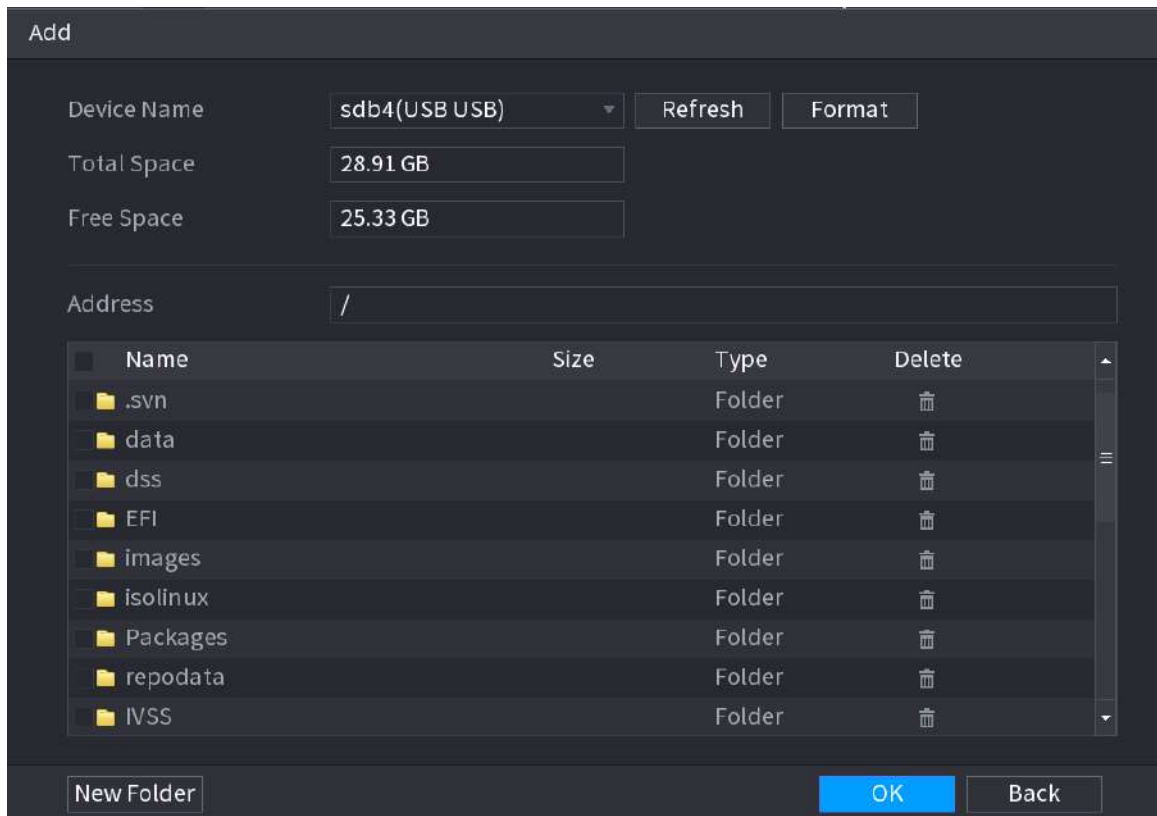 Add
Device Name sdb4(USB USB) Refresh Format
Total Space 28.91 GB
Free Space 25.33 GB
Address /
Name Size Type Delete
.svn Folder
data Folder
dss Folder
EFI Folder
images Folder
isolinux Folder
Packages Folder
repodata Folder
IVSS Folder
New Folder OK Back